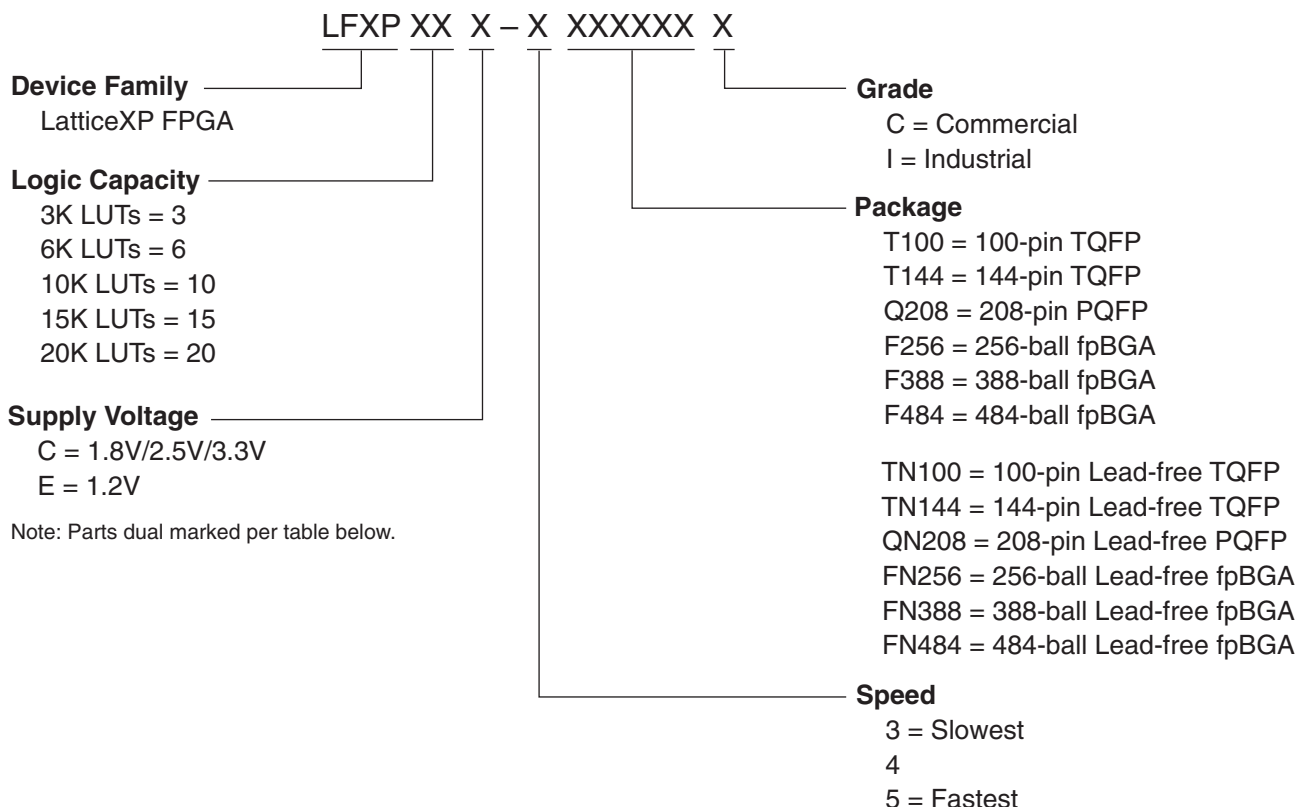 LFXP XX X – X XXXXXX X
Device Family
LatticeXP FPGA
Logic Capacity
3K LUTs = 3
6K LUTs = 6
10K LUTs = 10
15K LUTs = 15
20K LUTs = 20
Supply Voltage
C = 1.8V/2.5V/3.3V
E = 1.2V
Note: Parts dual marked per table below.
Grade
C = Commercial
I = Industrial
Package
T100 = 100-pin TQFP
T144 = 144-pin TQFP
Q208 = 208-pin PQFP
F256 = 256-ball fpBGA
F388 = 388-ball fpBGA
F484 = 484-ball fpBGA
TN100 = 100-pin Lead-free TQFP
TN144 = 144-pin Lead-free TQFP
QN208 = 208-pin Lead-free PQFP
FN256 = 256-ball Lead-free fpBGA
FN388 = 388-ball Lead-free fpBGA
FN484 = 484-ball Lead-free fpBGA
Speed
3 = Slowest
4
5 = Fastest